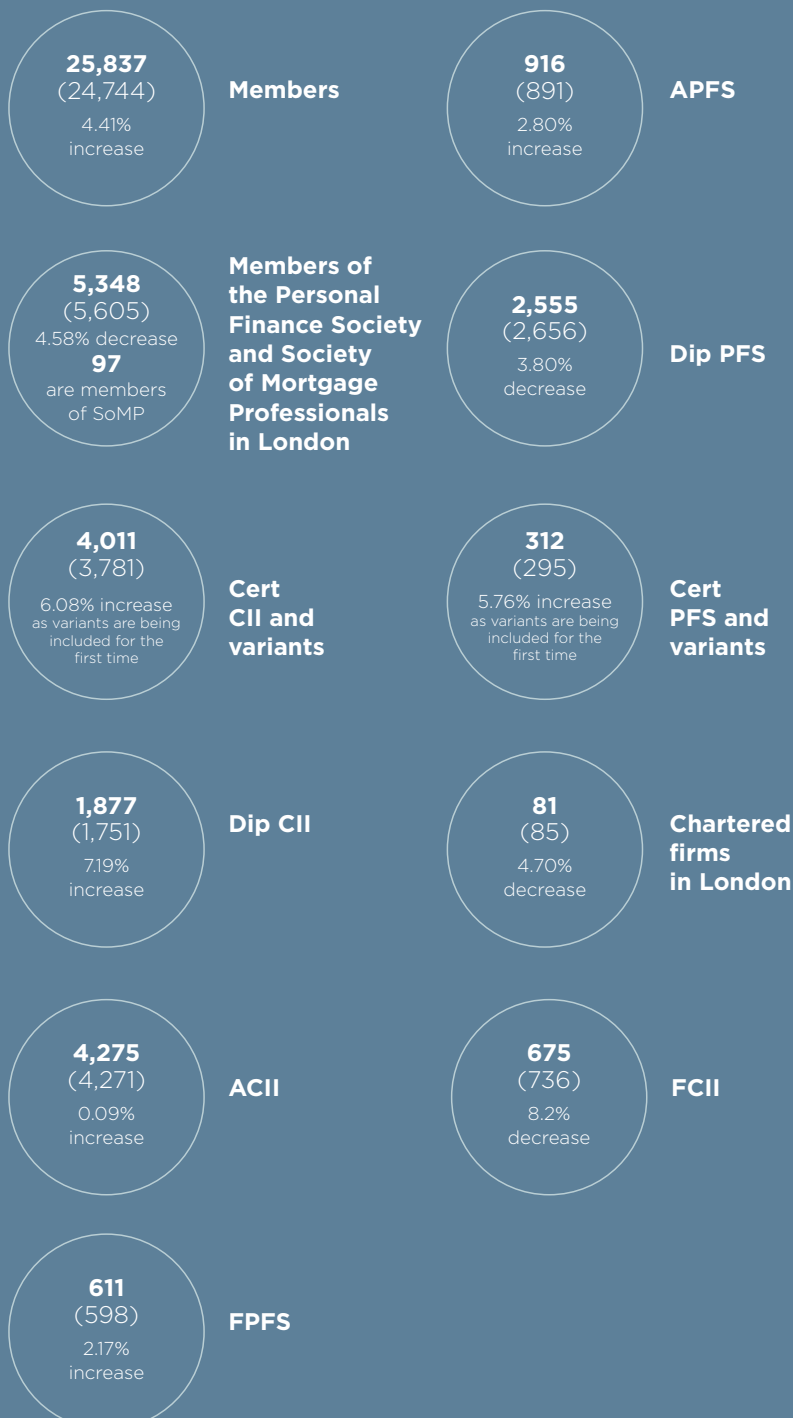 25,837
(24,744)
4.41%
increase
Members
916
(891)
2.80%
increase
APFS
5,348
(5,605)
4.58% decrease
97
are members
of SoMP
Members of
the Personal
Finance Society
and Society
of Mortgage
Professionals
in London
2,555
(2,656)
3.80%
decrease
Dip PFS
4,011
(3,781)
6.08% increase
as variants are being
included for the
first time
Cert
CII and
variants
312
(295)
5.76% increase
as variants are being
included for the
first time
Cert
PFS and
variants
1,877
(1,751)
7.19%
increase
Dip CII
81
(85)
4.70%
decrease
Chartered
firms
in London
4,275
(4,271)
0.09%
increase
ACII
675
(736)
8.2%
decrease
FCII
611
(598)
2.17%
increase
FPFS